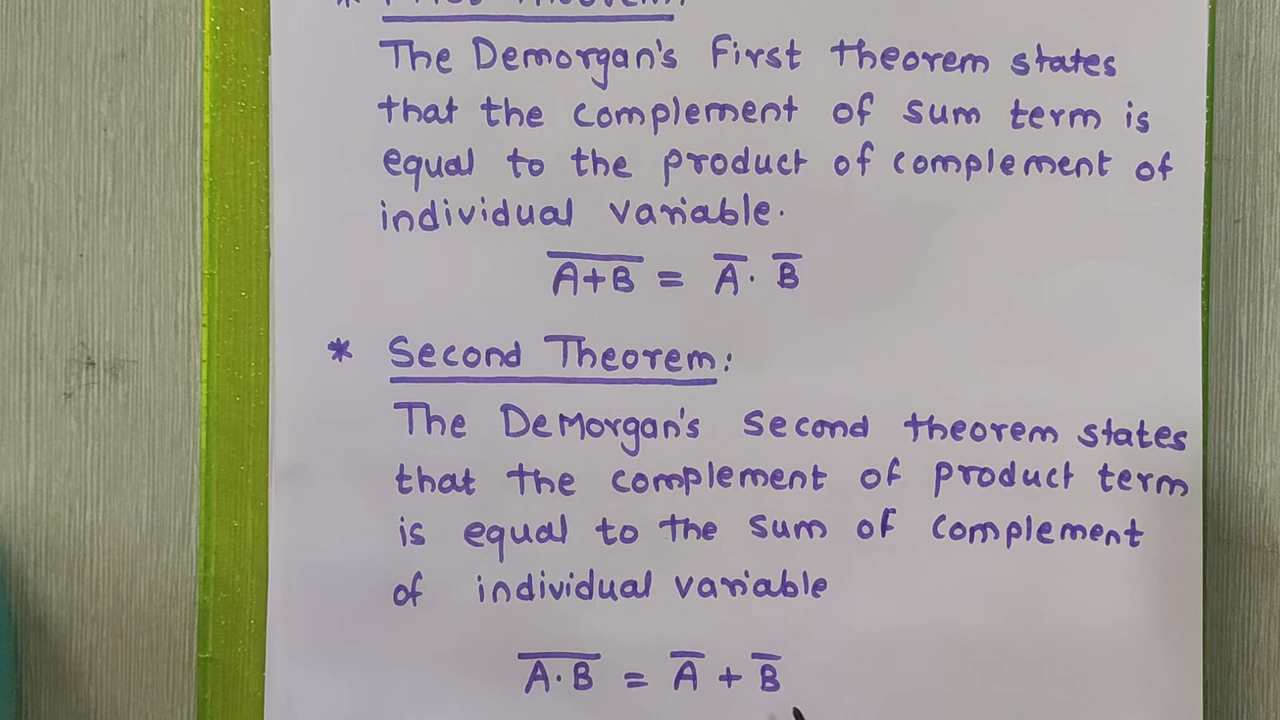 * First Theorem:
The Demorgan's First theorem states
that the complement of sum term is
equal to the product of complement of
individual variable.
A̅+̅B̅ = A̅ . B̅
* Second Theorem:
The DeMorgan's Second theorem states
that the complement of product term
is equal to the sum of complement
of individual variable
A̅.̅B̅ = A̅ + B̅